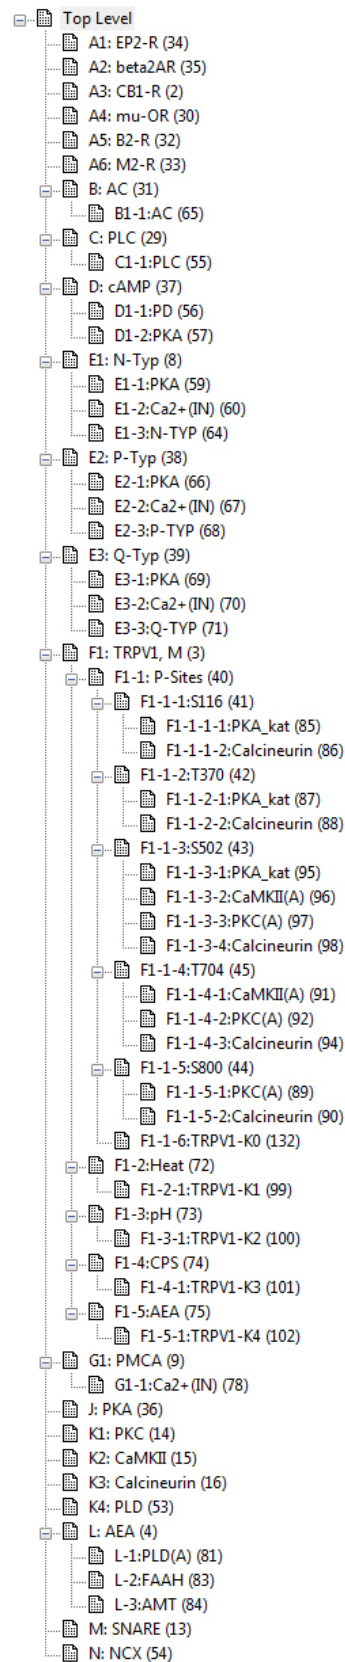 Top Level
A1: EP2-R (34)
A2: beta2AR (35)
A3: CB1-R (2)
A4: mu-OR (30)
A5: B2-R (32)
A6: M2-R (33)
B: AC (31)
B1-1:AC (65)
C: PLC (29)
C1-1:PLC (55)
D: cAMP (37)
D1-1:PD (56)
D1-2:PKA (57)
E1: N-Typ (8)
E1-1:PKA (59)
E1-2:Ca2+(IN) (60)
E1-3:N-TYP (64)
E2: P-Typ (38)
E2-1:PKA (66)
E2-2:Ca2+(IN) (67)
E2-3:P-TYP (68)
E3: Q-Typ (39)
E3-1:PKA (69)
E3-2:Ca2+(IN) (70)
E3-3:Q-TYP (71)
F1: TRPV1, M (3)
F1-1: P-Sites (40)
F1-1-1:S116 (41)
F1-1-1-1:PKA_kat (85)
F1-1-1-2:Calcineurin (86)
F1-1-2:T370 (42)
F1-1-2-1:PKA_kat (87)
F1-1-2-2:Calcineurin (88)
F1-1-3:S502 (43)
F1-1-3-1:PKA_kat (95)
F1-1-3-2:CaMKII(A) (96)
F1-1-3-3:PKC(A) (97)
F1-1-3-4:Calcineurin (98)
F1-1-4:T704 (45)
F1-1-4-1:CaMKII(A) (91)
F1-1-4-2:PKC(A) (92)
F1-1-4-3:Calcineurin (94)
F1-1-5:S800 (44)
F1-1-5-1:PKC(A) (89)
F1-1-5-2:Calcineurin (90)
F1-1-6:TRPV1-K0 (132)
F1-2:Heat (72)
F1-2-1:TRPV1-K1 (99)
F1-3:pH (73)
F1-3-1:TRPV1-K2 (100)
F1-4:CPS (74)
F1-4-1:TRPV1-K3 (101)
F1-5:AEA (75)
F1-5-1:TRPV1-K4 (102)
G1: PMCA (9)
G1-1:Ca2+(IN) (78)
J: PKA (36)
K1: PKC (14)
K2: CaMKII (15)
K3: Calcineurin (16)
K4: PLD (53)
L: AEA (4)
L-1:PLD(A) (81)
L-2:FAAH (83)
L-3:AMT (84)
M: SNARE (13)
N: NCX (54)